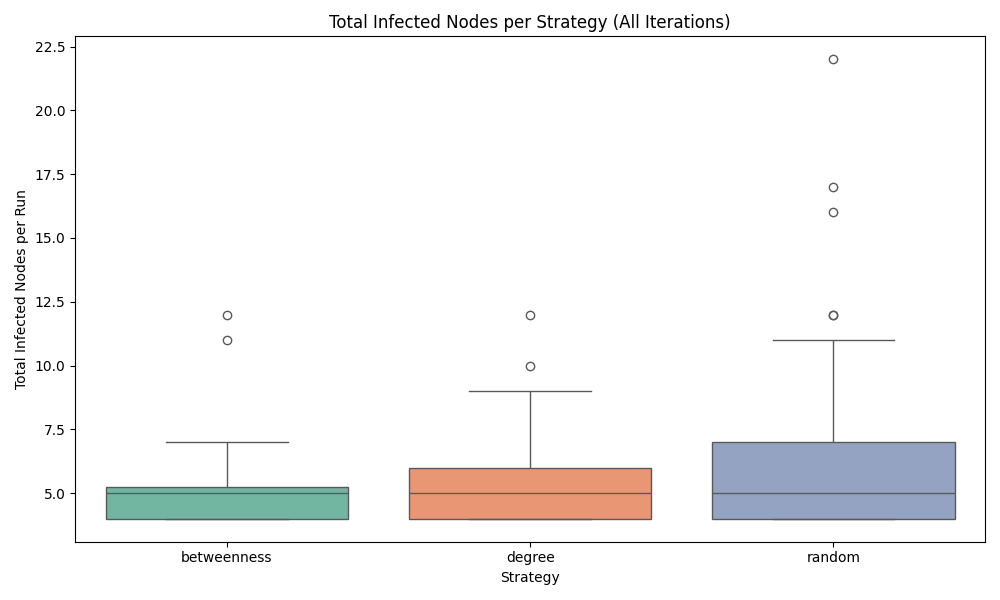 Total Infected Nodes per Strategy (All Iterations)
Total Infected Nodes per Run
22.5
20.0
17.5
15.0
12.5
10.0
7.5
5.0
betweenness
degree
random
Strategy